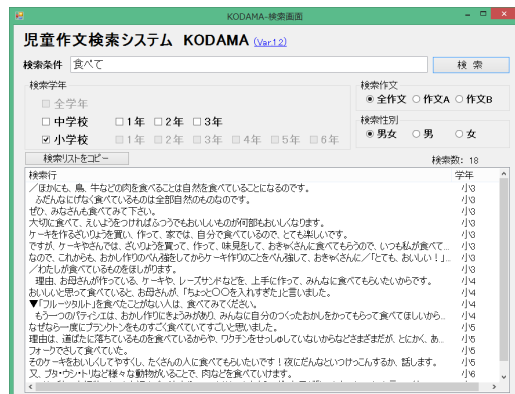 KODAMA-検索画面
児童作文検索システム KODAMA (Var.1.2)
検索条件 食べて 検 索
検索学年 検索作文
全学年 全作文 作文A 作文B
中学校 1年 2年 3年 検索性別
小学校 1年 2年 3年 4年 5年 6年 男女 男 女
検索リストをコピー 検索数: 18
検索行 学年
／ほかにも、鳥、牛などの肉を食べることは自然を食べていることになるのです。 小3
ふだんなにげなく食べているものは全部自然のものなのです。 小3
ぜひ、みなさんも食べてみて下さい。 小3
大切に食べて、えいようをつければふうつでもおいしいものが何部もおいしくなります。 小3
ケーキを作るざいりょうを買い、作って、家では、自分で食べているので、とても楽しいです。 小4
ですが、ケーキやさんでは、ざいりょうを買って、作って、味見をして、おきゃくさんに食べてもらうので、いつも私が食べて... 小4
なので、これからも、おかし作りのべん強をしてからケーキ作りのことをべん強して、おきゃくさんに／「とても、おいしい！」... 小4
／わたしが食べているものをほしがります。 小3
理由、お母さんが作っている、ケーキや、レーズンサンドなどを、上手に作って、みんなに食べてもらいたいからです。 小4
おいしいと思って食べていると、お母さんが、「ちょっと〇〇を入れすぎた」と言いました。 小4
▼「フルーツタルト」を食べたことがない人は、食べてみてください。 小4
もう一つのパティシエは、おかし作りにきょうみがあり、みんなに自分のつくったおかしをかってもらって食べてほしいから... 小4
なぜなら一度にプランクトンをものすごく食べていてすごいと思いました。 小5
理由は、道ばたに落ちているものを食べているからや、ワクチンをせっしゅしていないからなどさまざまだが、とにかく、あ... 小5
フォークでさして食べていた。 小5
そのケーキをおいしくてやすくし、たくさんの人に食べてもらいたいです！夜にだんなといつけっこんするか、話します。 小5
又、ブタ・ウシ・トリなど様々な動物がいることで、肉などを食べていけます。 小6